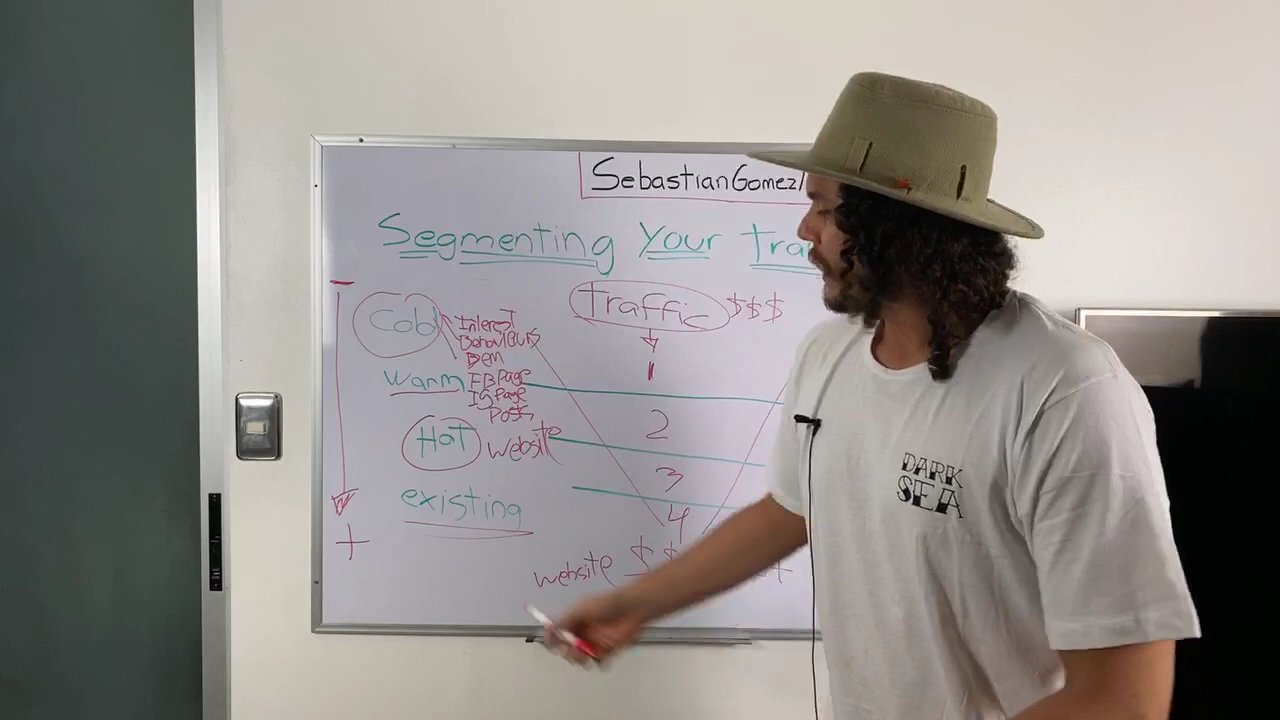 SebastianGomez
Segmenting Your Tra
Cold
Interest
Behaviours
Dem
Traffic $$$
1
Warm
FB Page
IG Page
Posts
2
HOT
Website
3
existing
4
website $ $
+
DARK
SEA